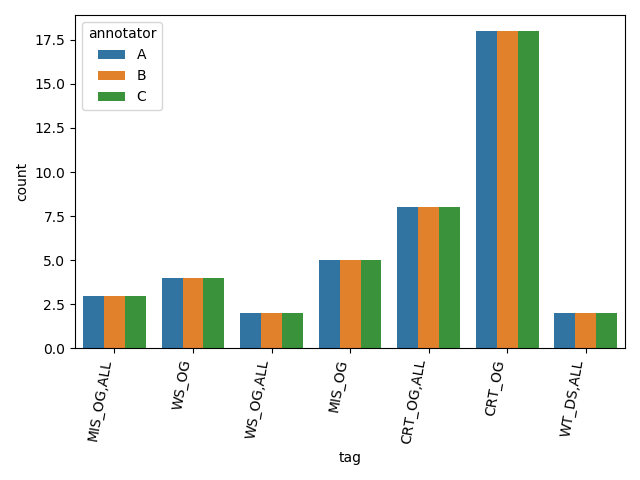 annotator
A
B
C
17.5
15.0
12.5
10.0
7.5
5.0
2.5
0.0
count
MIS_OG,ALL
WS_OG
WS_OG,ALL
MIS_OG
CRT_OG,ALL
CRT_OG
WT_DS,ALL
tag